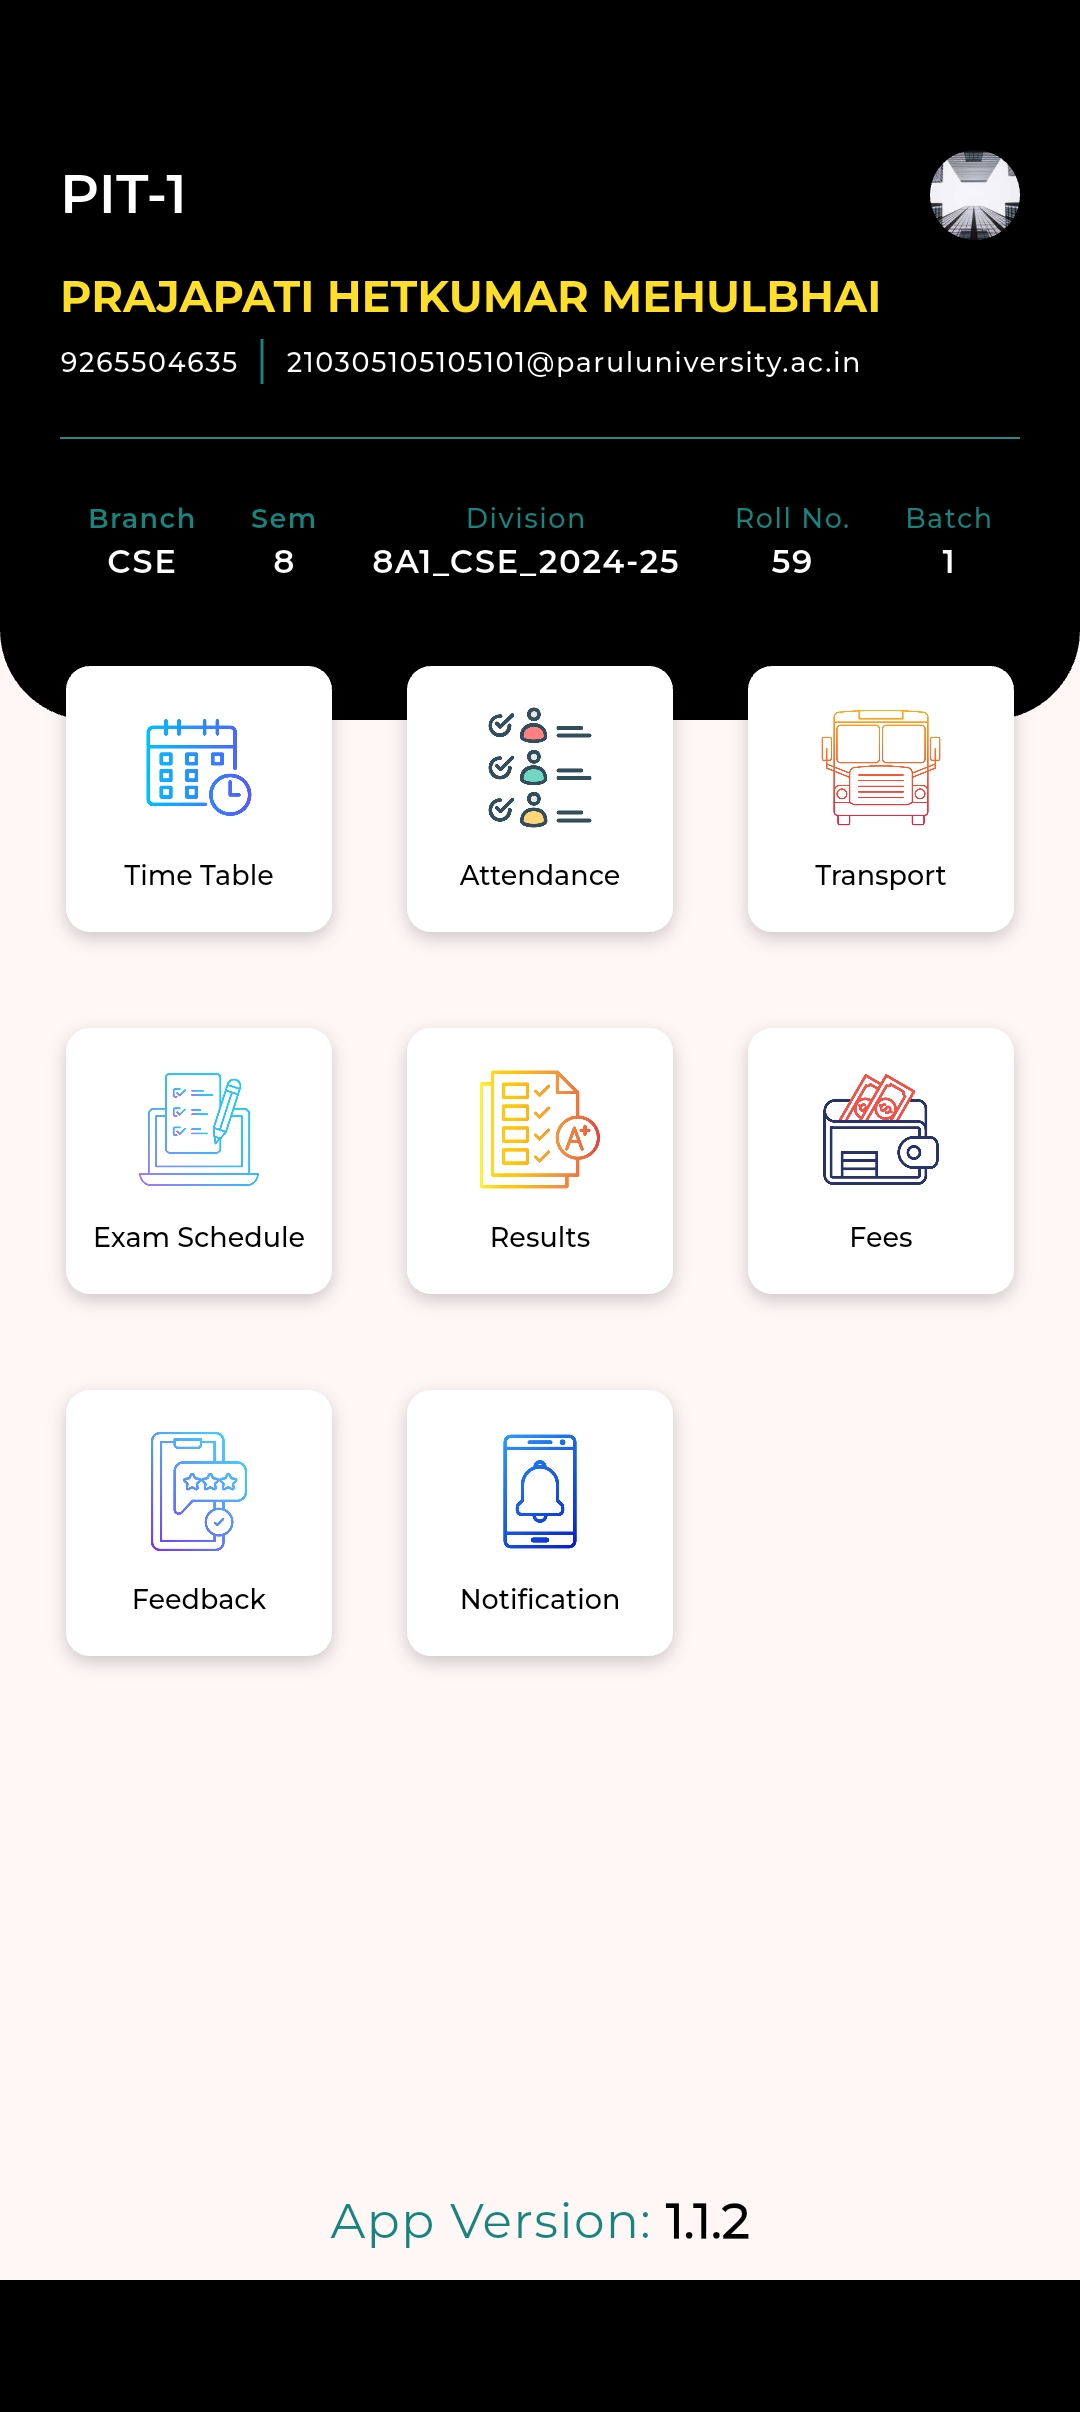 PIT-1
PRAJAPATI HETKUMAR MEHULBHAI
9265504635 210305105105101@paruluniversity.ac.in
Branch Sem Division Roll No. Batch
CSE 8 8A1_CSE_2024-25 59 1
Time Table Attendance Transport
A+
Exam Schedule Results Fees
Feedback Notification
App Version: 1.1.2